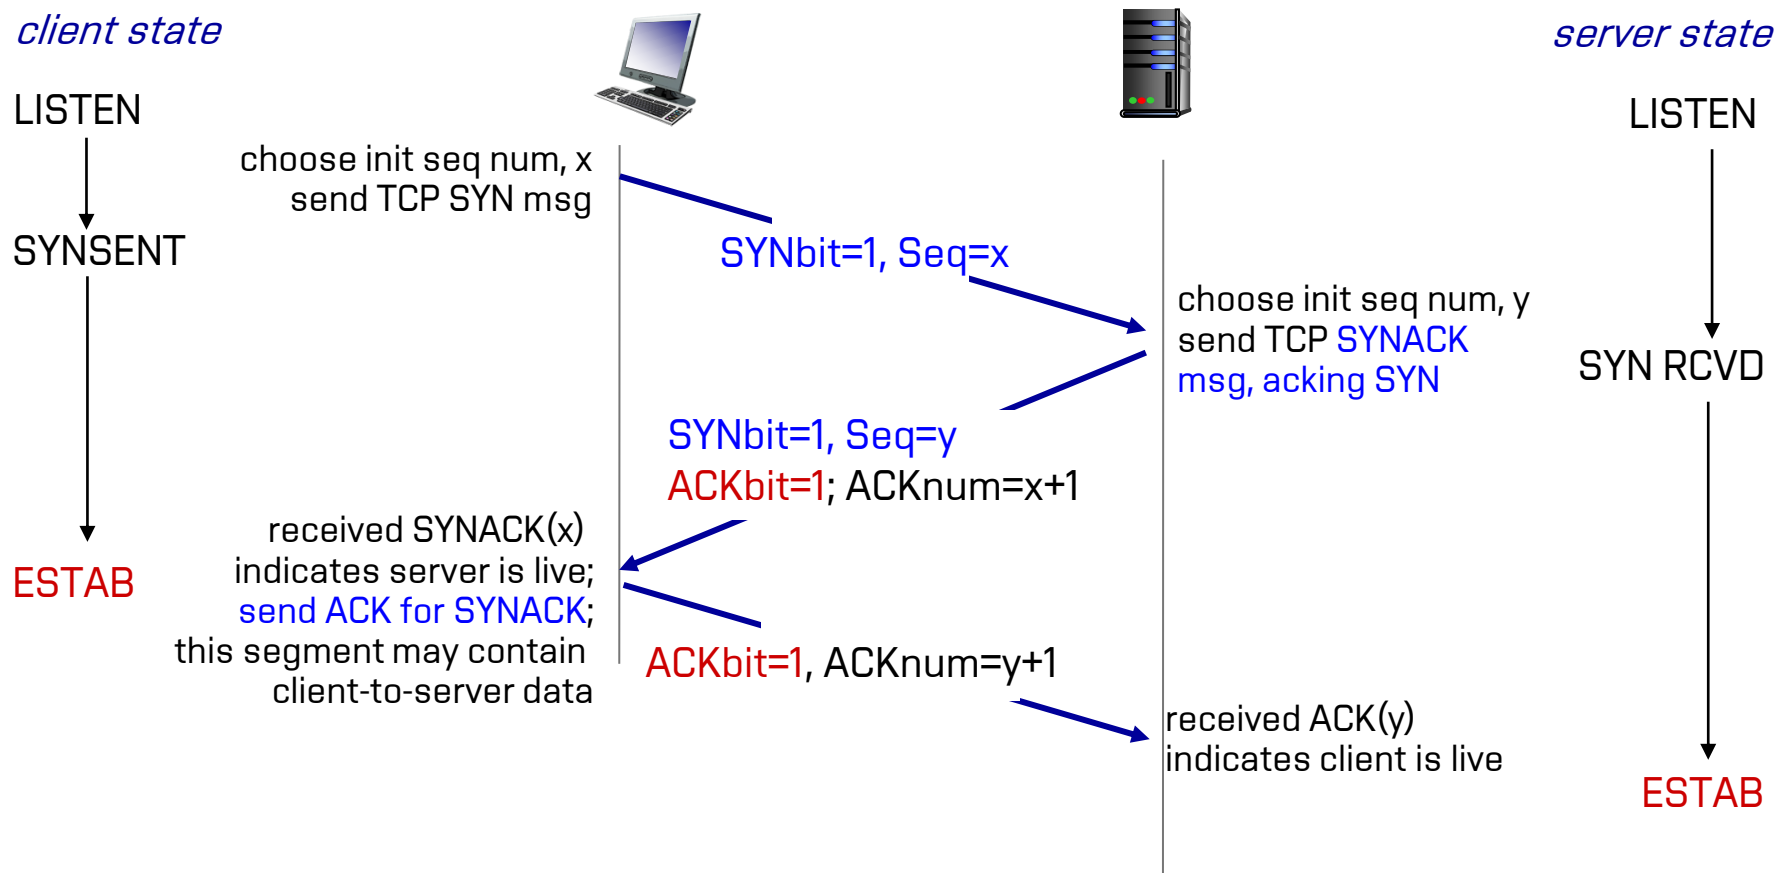 client state
server state
LISTEN
LISTEN
choose init seq num, x
send TCP SYN msg
SYNSENT
SYNbit=1, Seq=x
choose init seq num, y
send TCP SYNACK
msg, acking SYN
SYN RCVD
SYNbit=1, Seq=y
ACKbit=1; ACKnum=x+1
received SYNACK(x)
indicates server is live;
send ACK for SYNACK;
this segment may contain
client-to-server data
ESTAB
ACKbit=1, ACKnum=y+1
received ACK(y)
indicates client is live
ESTAB